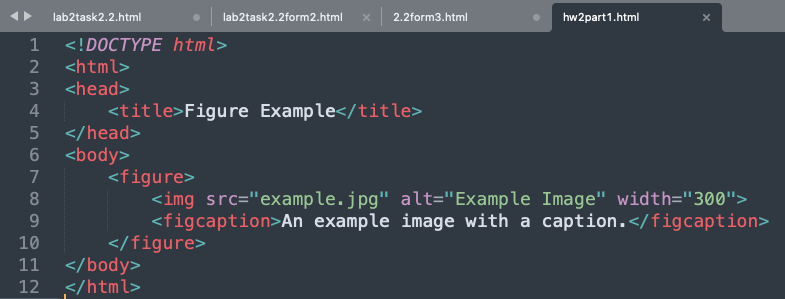 lab2task2.2.html
lab2task2.2form2.html
2.2form3.html
hw2part1.html
1 <!DOCTYPE html>
2 <html>
3 <head>
4     <title>Figure Example</title>
5 </head>
6 <body>
7     <figure>
8         <img src="example.jpg" alt="Example Image" width="300">
9         <figcaption>An example image with a caption.</figcaption>
10     </figure>
11 </body>
12 </html>